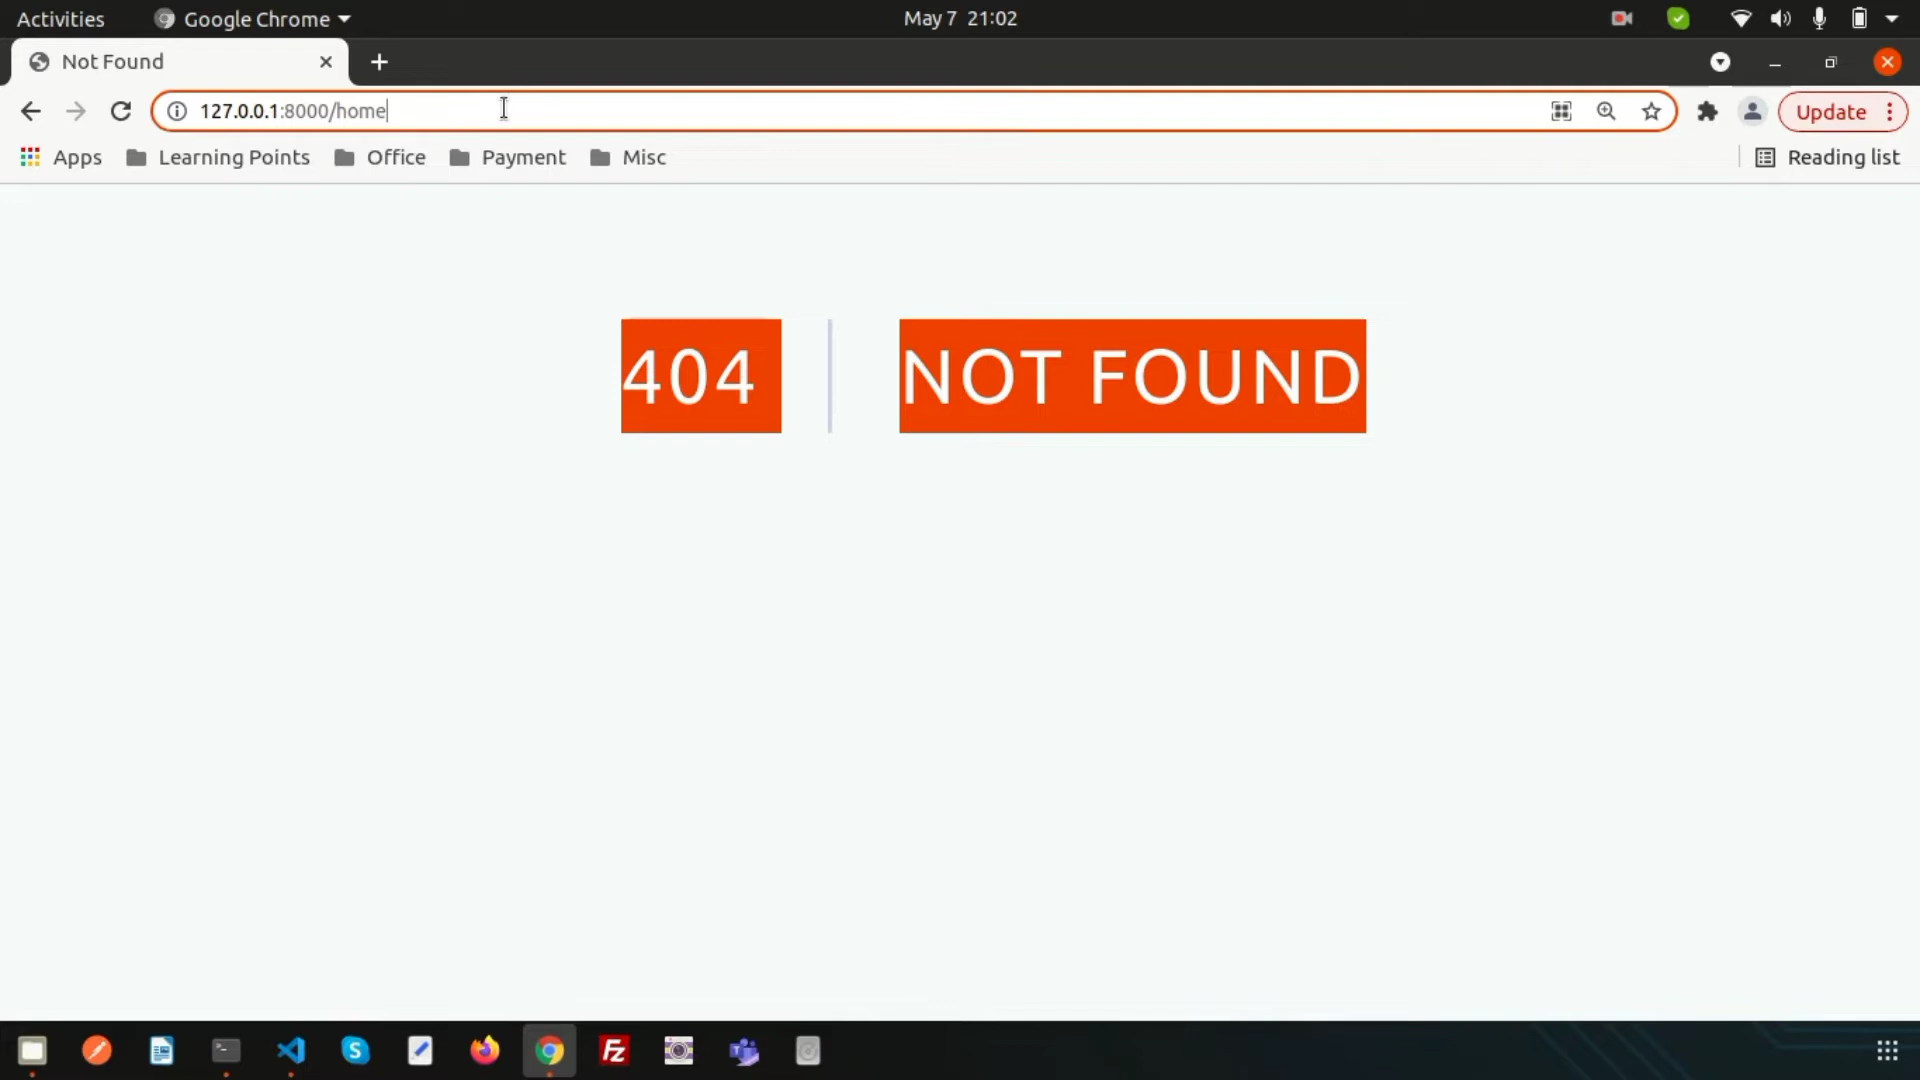 Activities Google Chrome May 7 21:02
Not Found
127.0.0.1:8000/home Update
Apps Learning Points Office Payment Misc Reading list
404 NOT FOUND